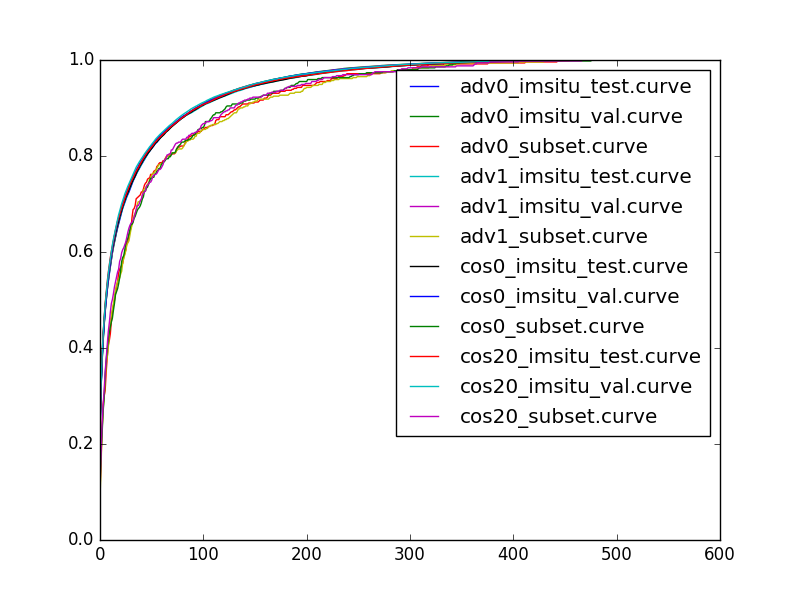 1.0
0.8
0.6
0.4
0.2
0.0
0 100 200 300 400 500 600
adv0_imsitu_test.curve
adv0_imsitu_val.curve
adv0_subset.curve
adv1_imsitu_test.curve
adv1_imsitu_val.curve
adv1_subset.curve
cos0_imsitu_test.curve
cos0_imsitu_val.curve
cos0_subset.curve
cos20_imsitu_test.curve
cos20_imsitu_val.curve
cos20_subset.curve